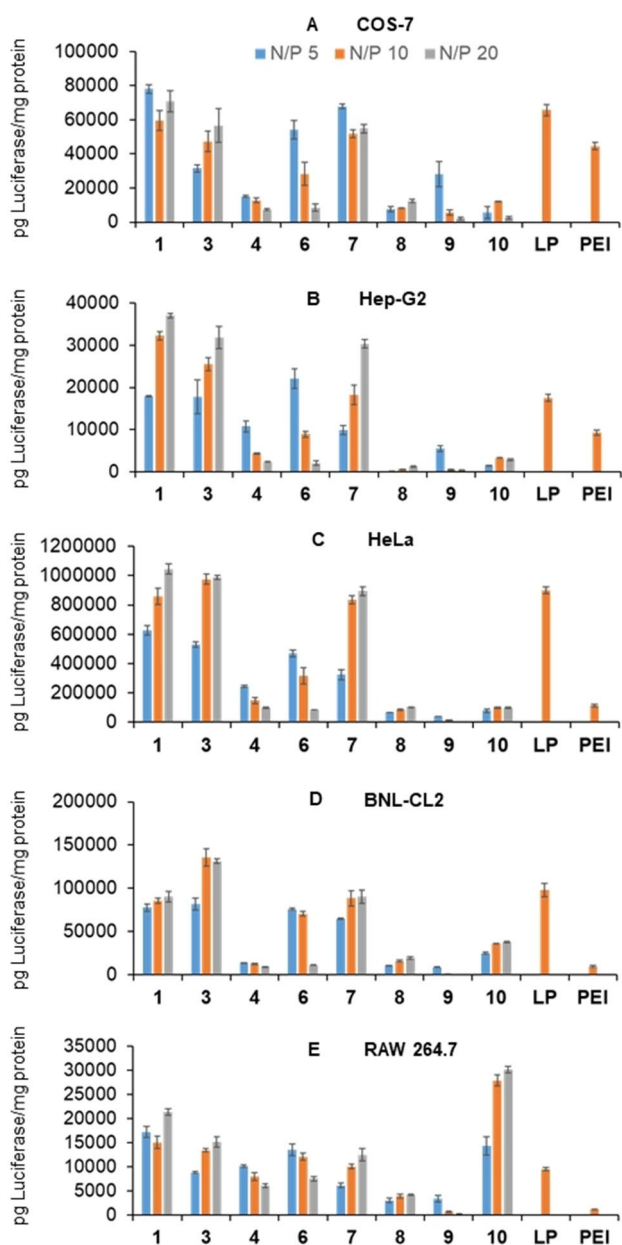 A COS-7
N/P 5 N/P 10 N/P 20
pg Luciferase/mg protein
100000
80000
60000
40000
20000
0
1 3 4 6 7 8 9 10 LP PEI
B Hep-G2
pg Luciferase/mg protein
40000
30000
20000
10000
0
1 3 4 6 7 8 9 10 LP PEI
C HeLa
pg Luciferase/mg protein
1200000
1000000
800000
600000
400000
200000
0
1 3 4 6 7 8 9 10 LP PEI
D BNL-CL2
pg Luciferase/mg protein
200000
150000
100000
50000
0
1 3 4 6 7 8 9 10 LP PEI
E RAW 264.7
pg Luciferase/mg protein
35000
30000
25000
20000
15000
10000
5000
0
1 3 4 6 7 8 9 10 LP PEI